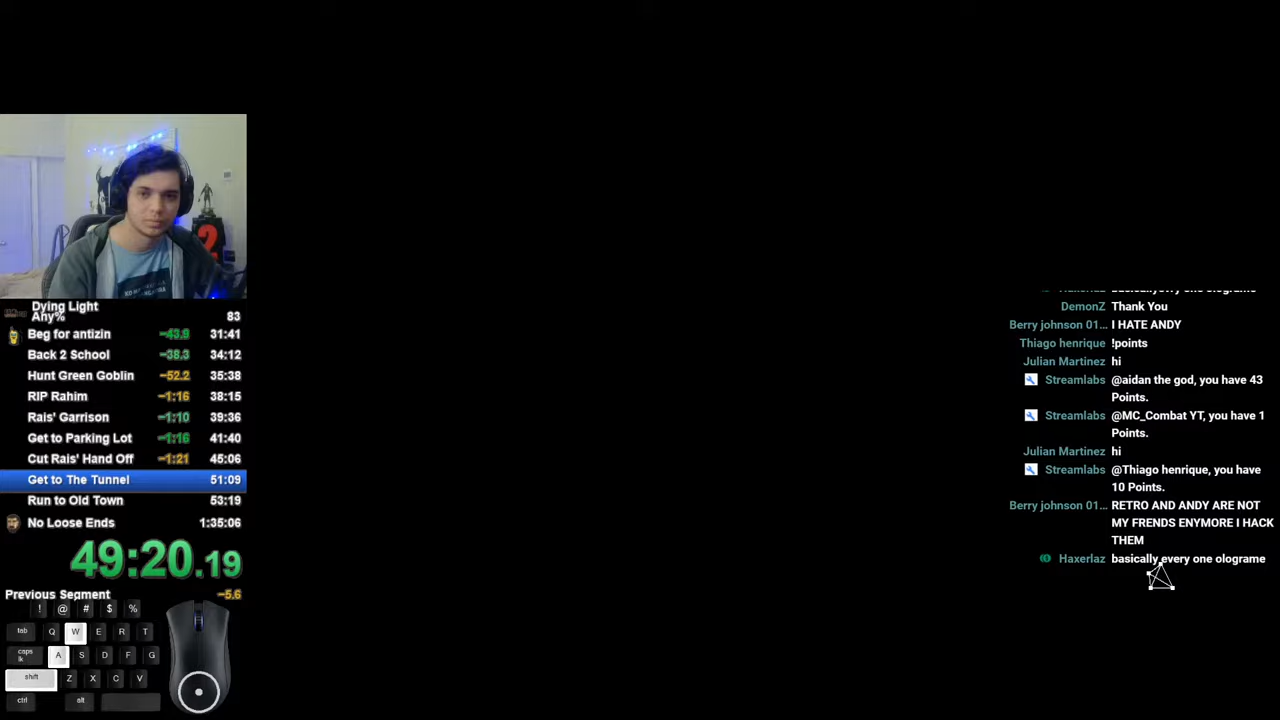 Dying Light
Any% 83
Beg for antizin −43.9 31:41
Back 2 School −38.3 34:12
Hunt Green Goblin −52.2 35:38
RIP Rahim −1:16 38:15
Rais' Garrison −1:10 39:36
Get to Parking Lot −1:16 41:40
Cut Rais' Hand Off −1:21 45:06
Get to The Tunnel 51:09
Run to Old Town 53:19
No Loose Ends 1:35:06
49:20.19
Previous Segment −5.6
! @ # $ %
tab Q W E R T
caps lk A S D F G
shift Z X C V
ctrl alt
2
DemonZ Thank You
Berry johnson 01... I HATE ANDY
Thiago henrique !points
Julian Martinez hi
Streamlabs @aidan the god, you have 43
Points.
Streamlabs @MC_Combat YT, you have 1
Points.
Julian Martinez hi
Streamlabs @Thiago henrique, you have
10 Points.
Berry johnson 01... RETRO AND ANDY ARE NOT
MY FRENDS ENYMORE I HACK
THEM
Haxerlaz basically every one olograme